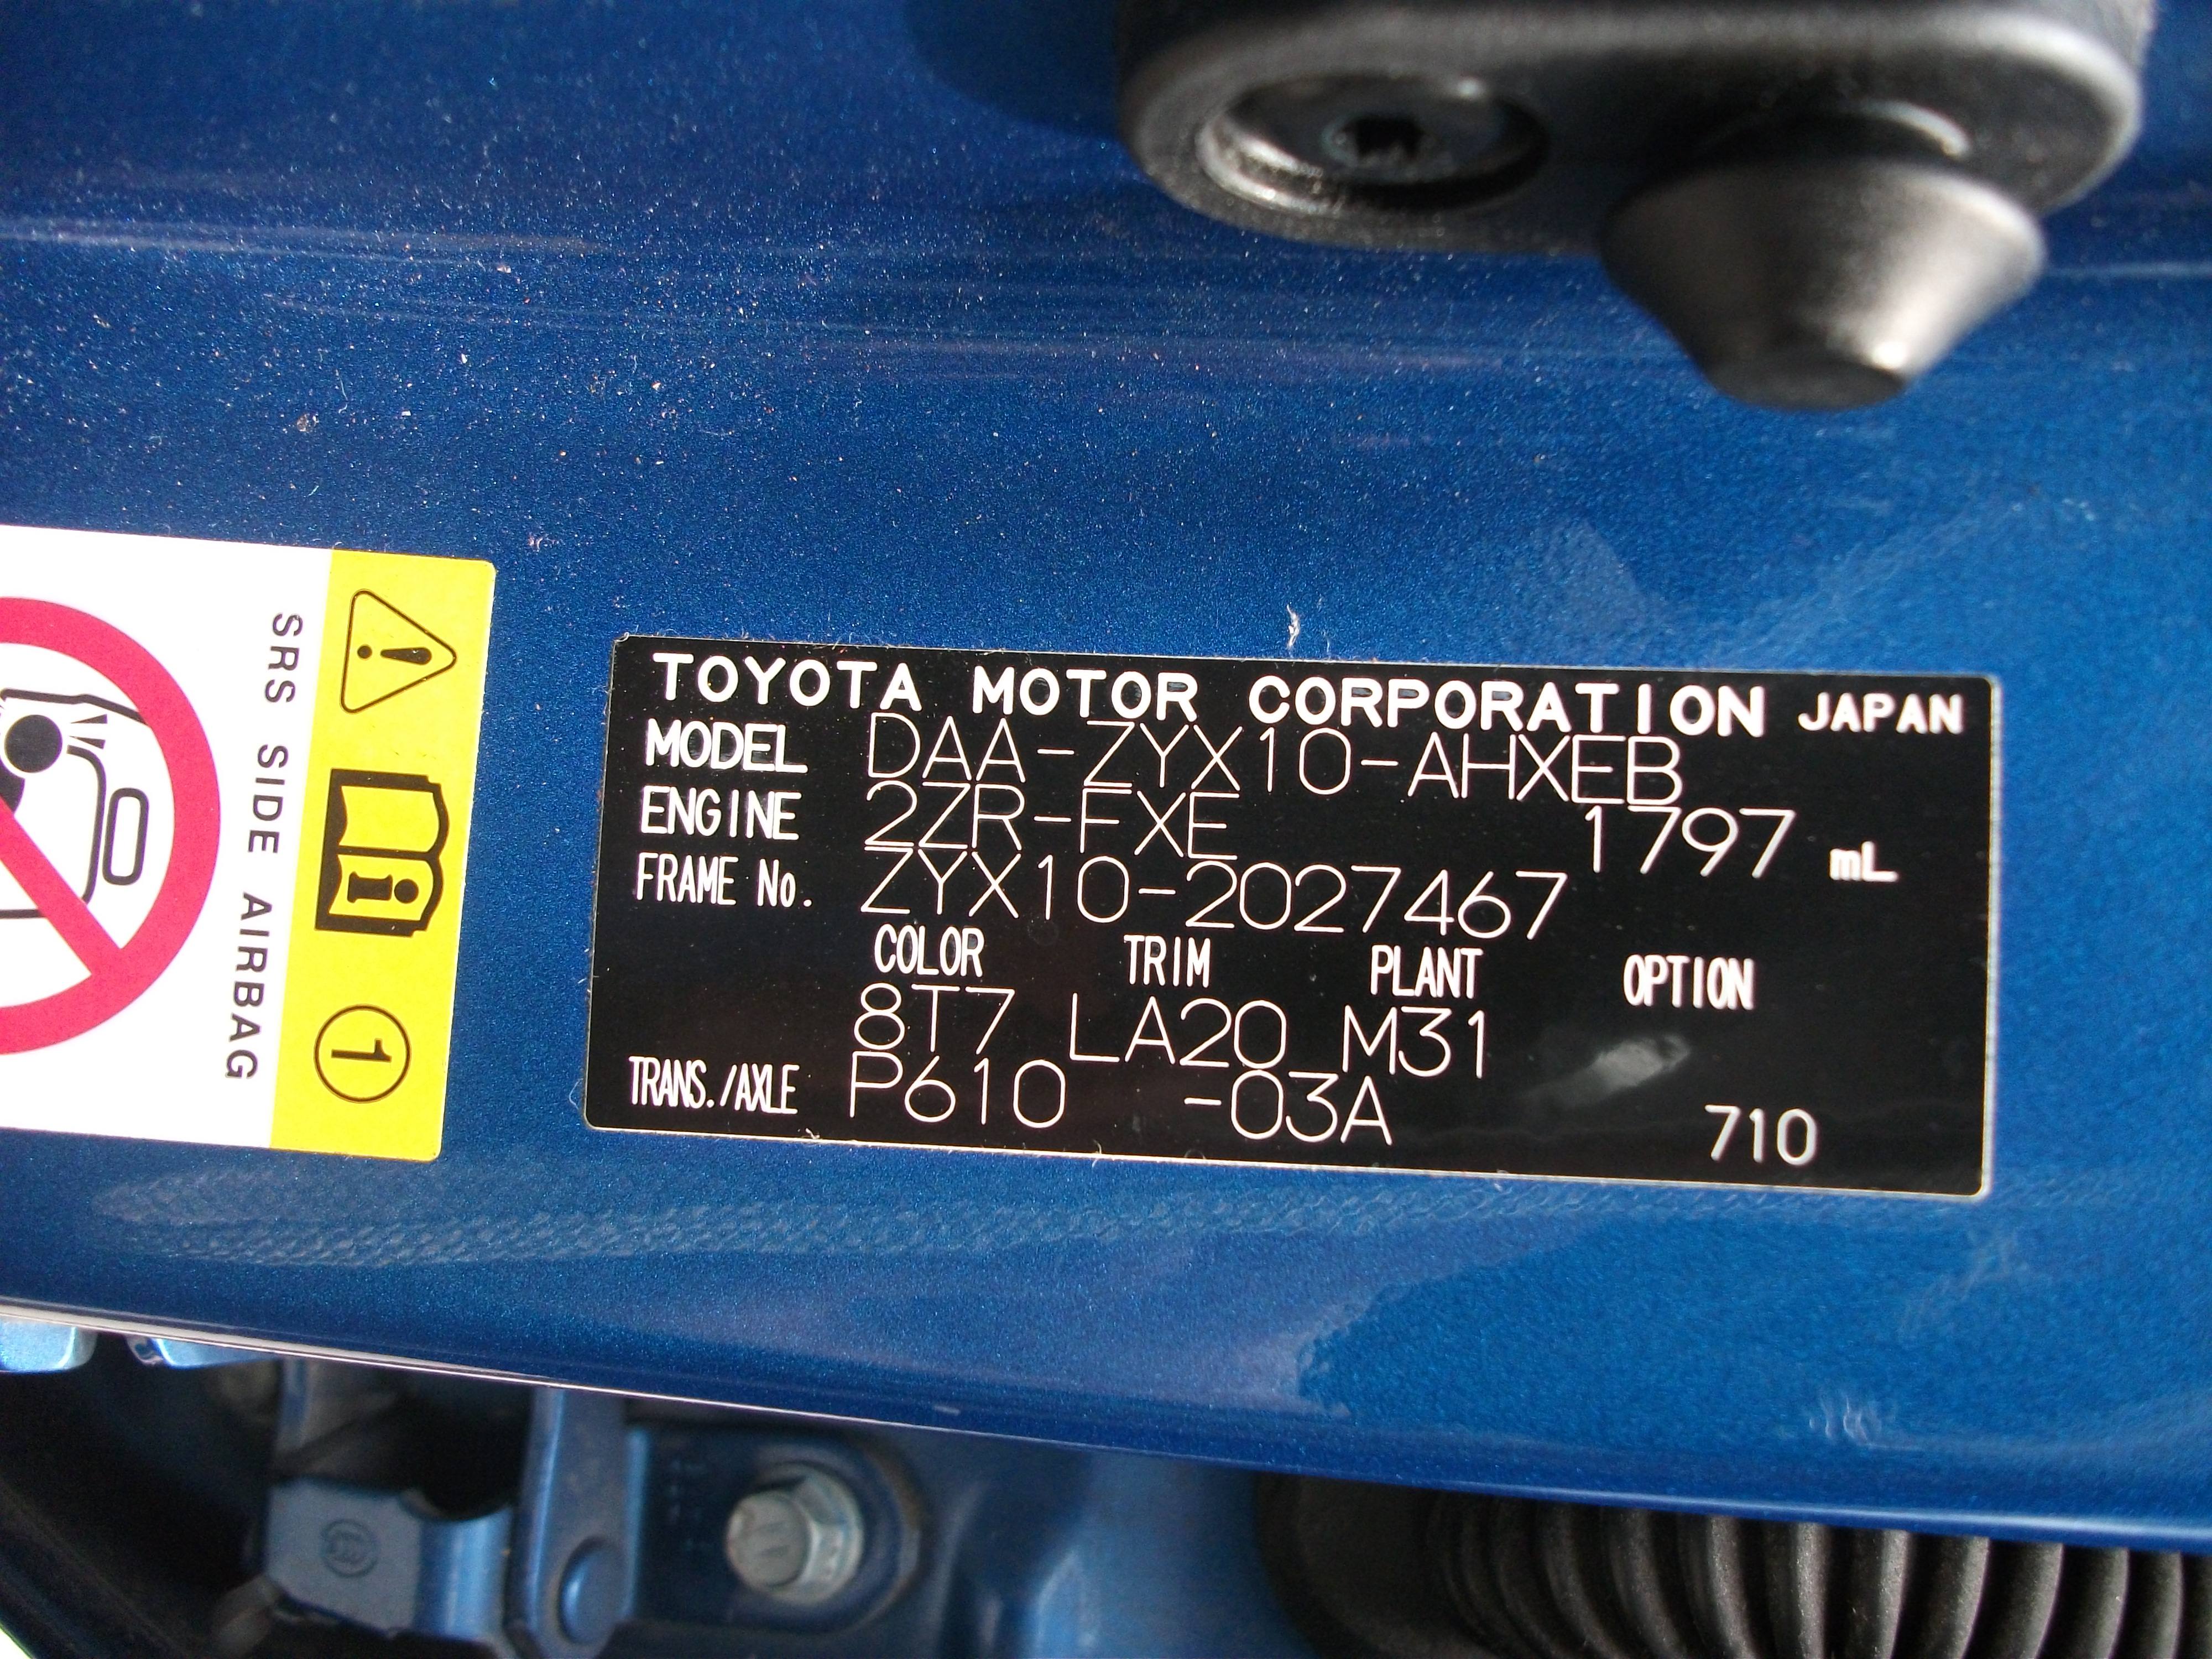 TOYOTA MOTOR CORPORATION JAPAN
MODEL DAA-ZYX10-AHXEB
ENGINE 2ZR-FXE 1797 mL
FRAME No. ZYX10-2027467
COLOR TRIM PLANT OPTION
8T7 LA20 M31
TRANS./AXLE P610 -03A 710
SRS SIDE AIRBAG
1